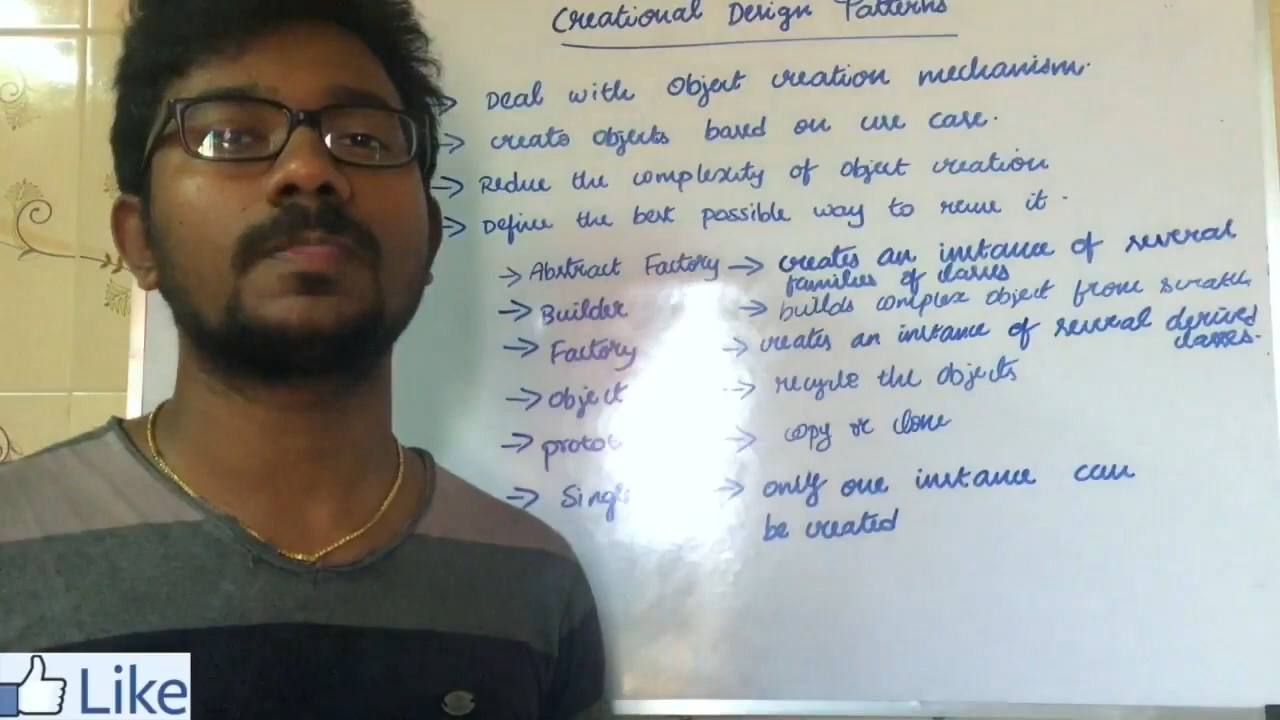 Creational Design Patterns
→ Deal with Object creation mechanism.
→ create objects based on use case.
→ Reduce the complexity of object creation
→ Define the best possible way to reuse it.
→ Abstract Factory → creates an instance of several
families of classes
→ Builder → builds complex object from scratch
→ Factory → creates an instance of several derived
classes.
→ Object → recycle the objects
→ protot → copy or clone
→ Singl → only one instance can
be created
Like